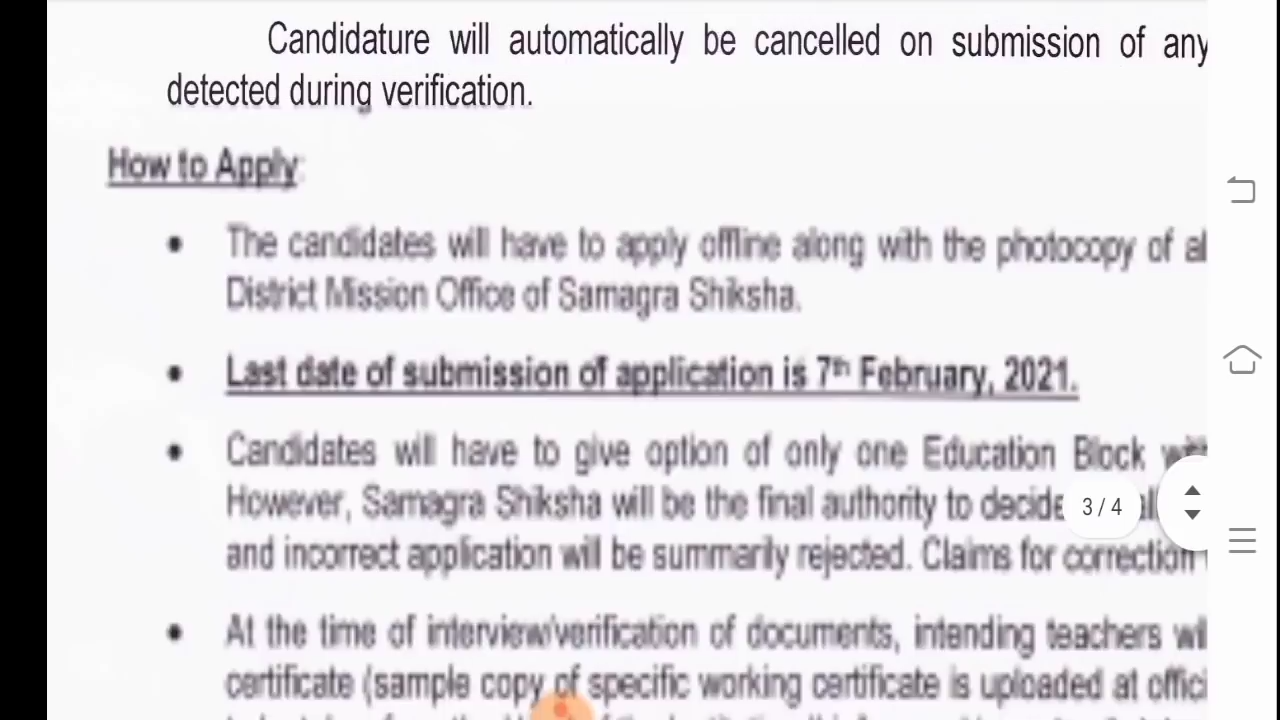 Candidature will automatically be cancelled on submission of any
detected during verification.
How to Apply:
The candidates will have to apply offline along with the photocopy of
District Mission Office of Samagra Shiksha.
Last date of submission of application is 7th February, 2021.
Candidates will have to give option of only one Education Block
However, Samagra Shiksha will be the final authority to decide
3 / 4
and incorrect application will be summarily rejected. Claims for correction
At the time of interview/verification of documents, intending teachers
certificate (sample copy of specific working certificate is uploaded at